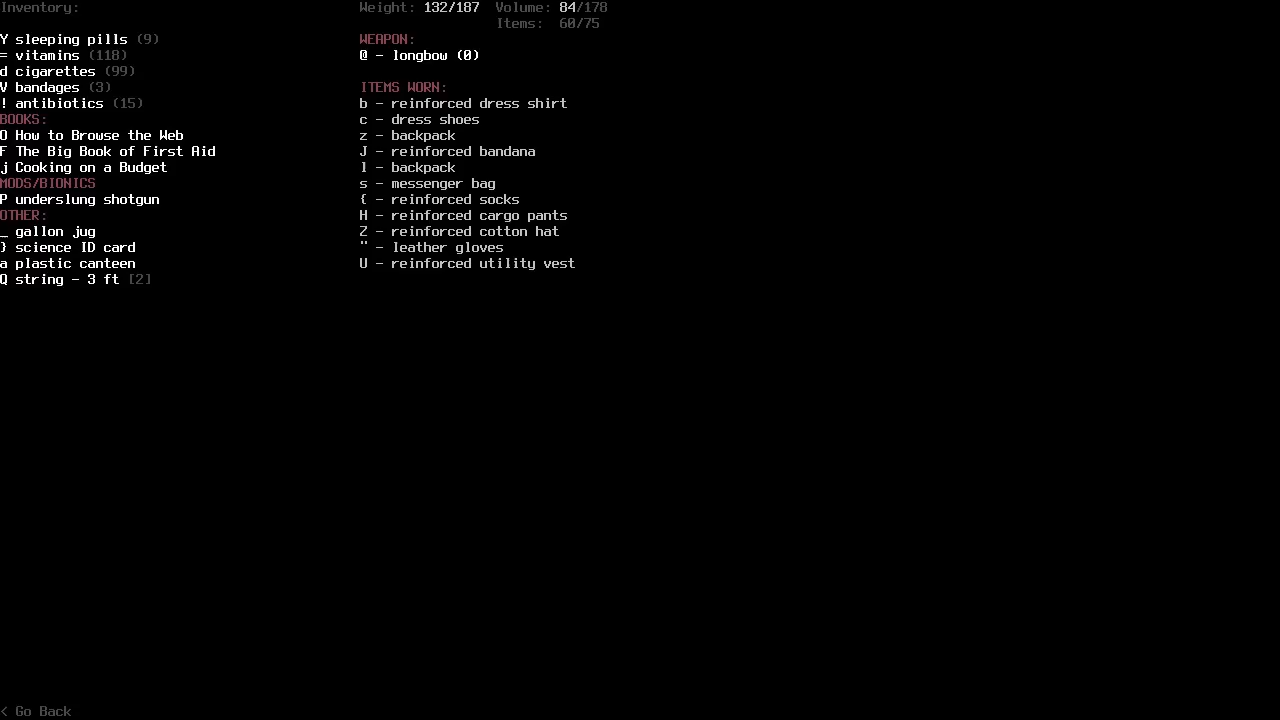 Inventory:
Weight: 132/187  Volume: 84/178
Items:  60/75
Y sleeping pills (9)
= vitamins (118)
d cigarettes (99)
V bandages (3)
! antibiotics (15)
BOOKS:
O How to Browse the Web
F The Big Book of First Aid
j Cooking on a Budget
MODS/BIONICS
P underslung shotgun
OTHER:
_ gallon jug
} science ID card
a plastic canteen
Q string - 3 ft [2]
WEAPON:
@ - longbow (0)
ITEMS WORN:
b - reinforced dress shirt
c - dress shoes
z - backpack
J - reinforced bandana
l - backpack
s - messenger bag
{ - reinforced socks
H - reinforced cargo pants
Z - reinforced cotton hat
" - leather gloves
U - reinforced utility vest
< Go Back